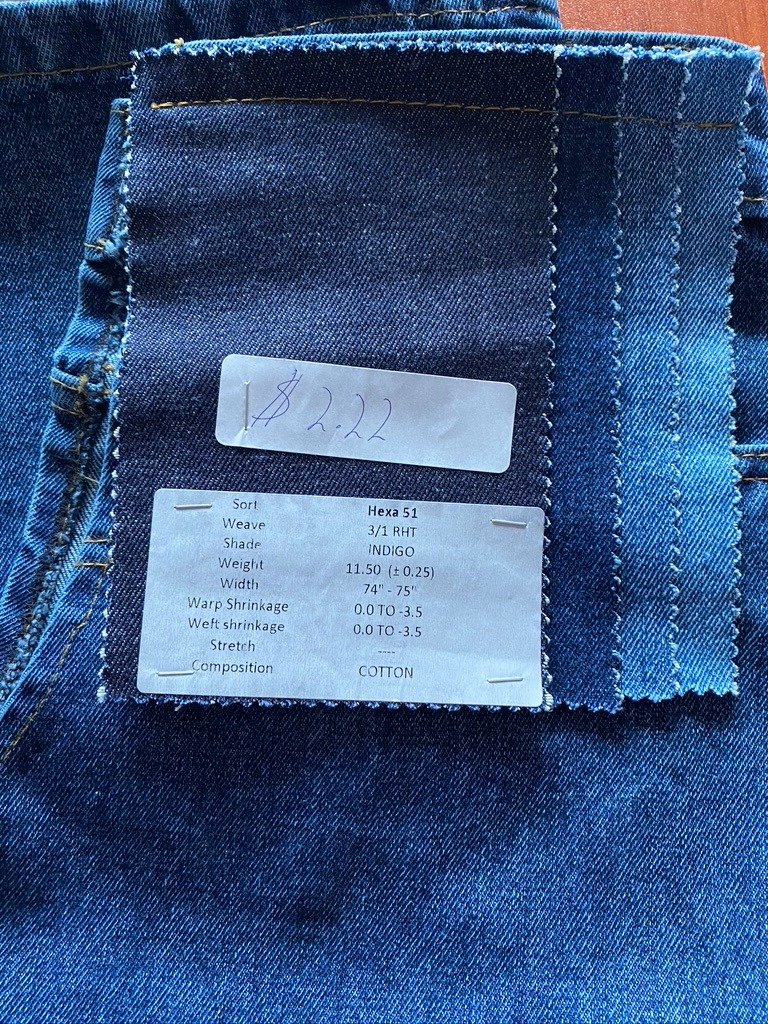 $ 2.22
Sort Hexa 51
Weave 3/1 RHT
Shade INDIGO
Weight 11.50 (± 0.25)
Width 74" - 75"
Warp Shrinkage 0.0 TO -3.5
Weft shrinkage 0.0 TO -3.5
Stretch ----
Composition COTTON